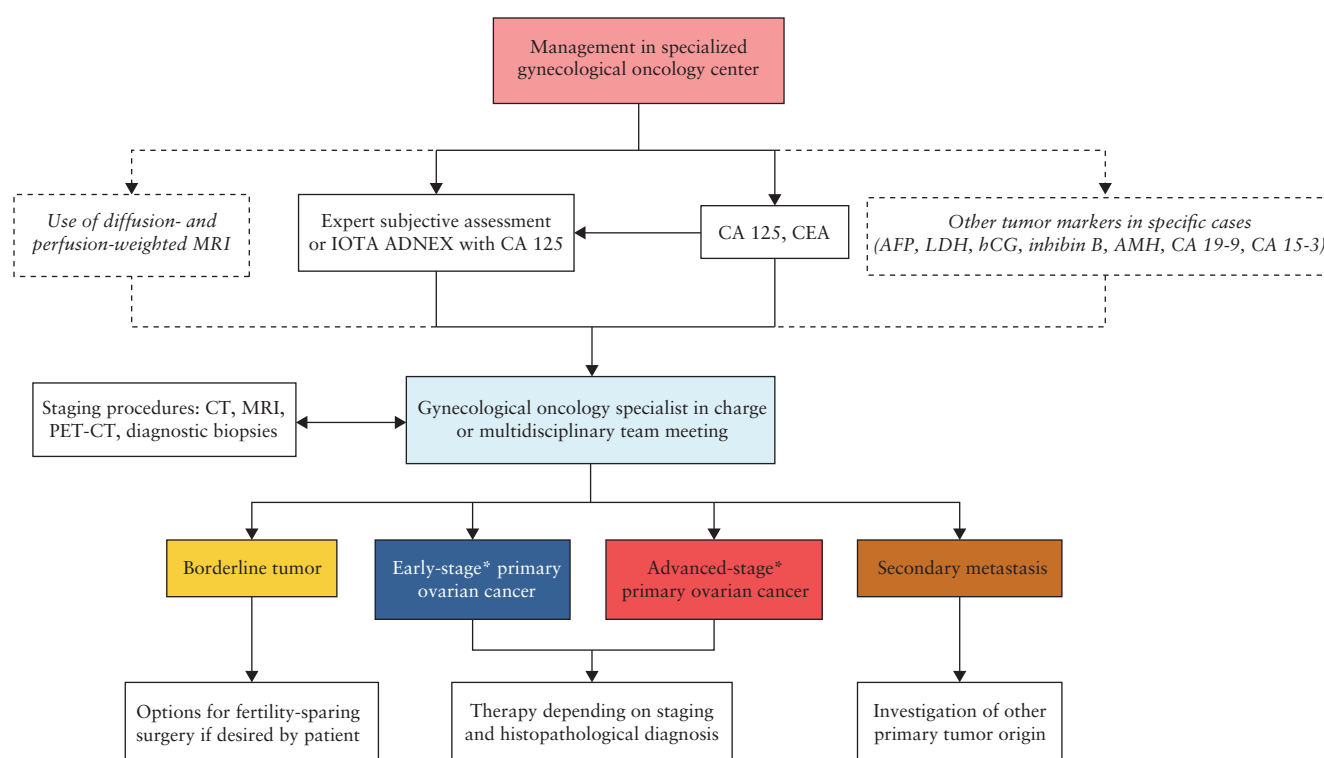 Management in specialized
gynecological oncology center
Use of diffusion- and
perfusion-weighted MRI
Expert subjective assessment
or IOTA ADNEX with CA 125
CA 125, CEA
Other tumor markers in specific cases
(AFP, LDH, hCG, inhibin B, AMH, CA 19-9, CA 15-3)
Staging procedures: CT, MRI,
PET-CT, diagnostic biopsies
Gynecological oncology specialist in charge
or multidisciplinary team meeting
Borderline tumor
Early-stage* primary
ovarian cancer
Advanced-stage*
primary ovarian cancer
Secondary metastasis
Options for fertility-sparing
surgery if desired by patient
Therapy depending on staging
and histopathological diagnosis
Investigation of other
primary tumor origin